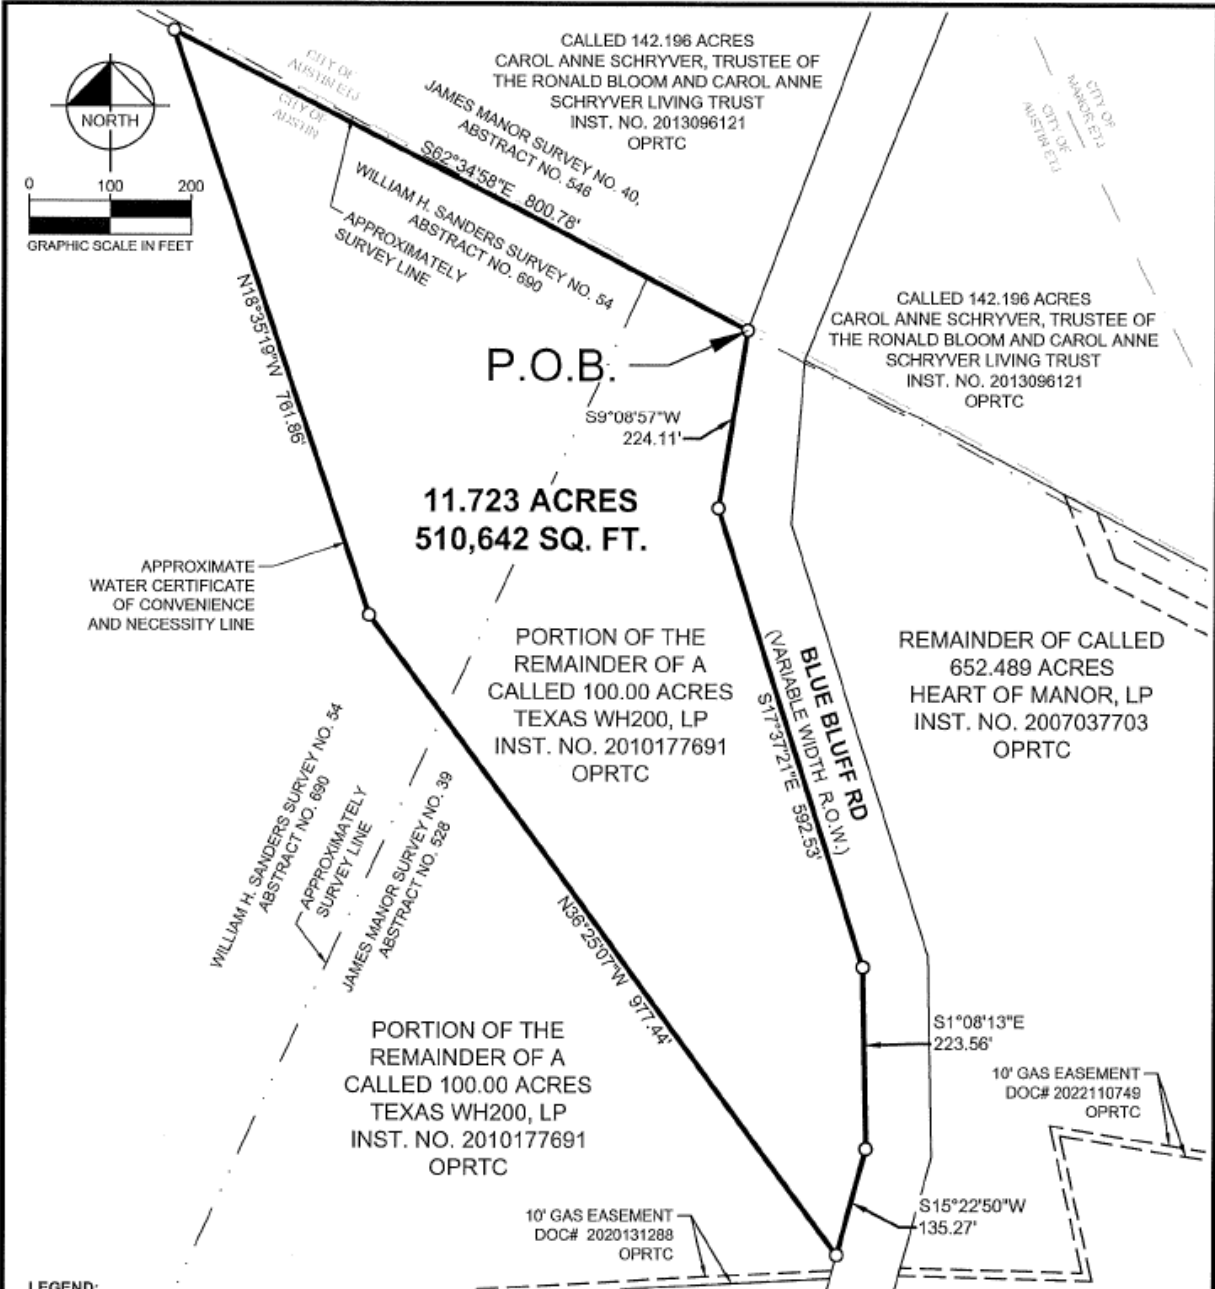 CALLED 142.196 ACRES
CAROL ANNE SCHRYVER, TRUSTEE OF
THE RONALD BLOOM AND CAROL ANNE
SCHRYVER LIVING TRUST
INST. NO. 2013096121
OPRTC
CITY OF
AUSTIN ETJ
CITY OF
AUSTIN
NORTH
0 100 200
GRAPHIC SCALE IN FEET
JAMES MANOR SURVEY NO. 40,
ABSTRACT NO. 546
S62°34'58"E 800.78'
WILLIAM H. SANDERS SURVEY NO. 54
ABSTRACT NO. 690
APPROXIMATELY
SURVEY LINE
CITY OF
MANOR ETJ
CITY OF
AUSTIN ETJ
N18°35'19"W 761.86'
P.O.B.
CALLED 142.196 ACRES
CAROL ANNE SCHRYVER, TRUSTEE OF
THE RONALD BLOOM AND CAROL ANNE
SCHRYVER LIVING TRUST
INST. NO. 2013096121
OPRTC
S9°08'57"W
224.11'
11.723 ACRES
510,642 SQ. FT.
APPROXIMATE
WATER CERTIFICATE
OF CONVENIENCE
AND NECESSITY LINE
PORTION OF THE
REMAINDER OF A
CALLED 100.00 ACRES
TEXAS WH200, LP
INST. NO. 2010177691
OPRTC
BLUE BLUFF RD
(VARIABLE WIDTH R.O.W.)
S17°37'21"E 592.53'
REMAINDER OF CALLED
652.489 ACRES
HEART OF MANOR, LP
INST. NO. 2007037703
OPRTC
WILLIAM H. SANDERS SURVEY NO. 54
ABSTRACT NO. 690
APPROXIMATELY
SURVEY LINE
JAMES MANOR SURVEY NO. 39
ABSTRACT NO. 528
N36°25'07"W 977.44'
PORTION OF THE
REMAINDER OF A
CALLED 100.00 ACRES
TEXAS WH200, LP
INST. NO. 2010177691
OPRTC
S1°08'13"E
223.56'
10' GAS EASEMENT
DOC# 2022110749
OPRTC
S15°22'50"W
135.27'
10' GAS EASEMENT
DOC# 2020131288
OPRTC
LEGEND: